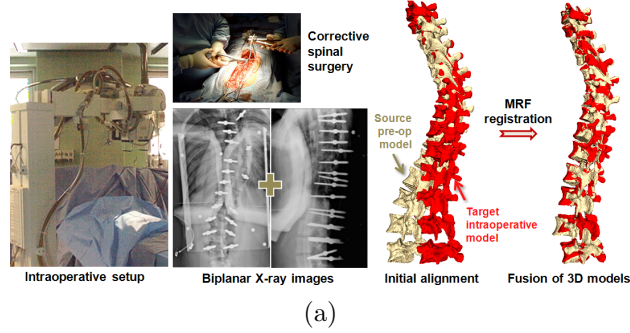 Corrective
spinal
surgery
Source
pre-op
model
MRF
registration
Target
intraoperative
model
Intraoperative setup
Biplanar X-ray images
Initial alignment
Fusion of 3D models
(a)